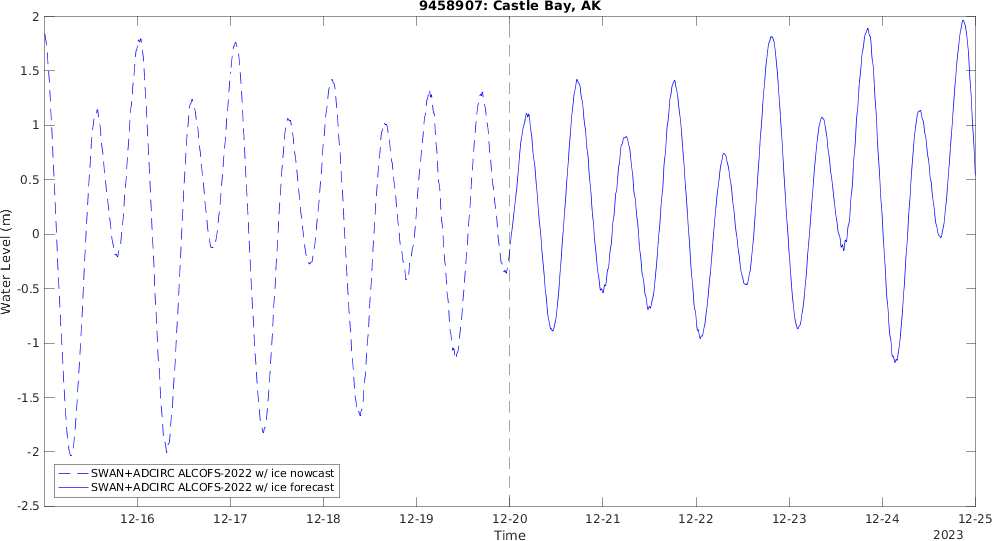 9458907: Castle Bay, AK
2
1.5
1
0.5
0
-0.5
-1
-1.5
-2
-2.5
Water Level (m)
SWAN+ADCIRC ALCOFS-2022 w/ ice nowcast
SWAN+ADCIRC ALCOFS-2022 w/ ice forecast
12-16 12-17 12-18 12-19 12-20 12-21 12-22 12-23 12-24 12-25
Time
2023